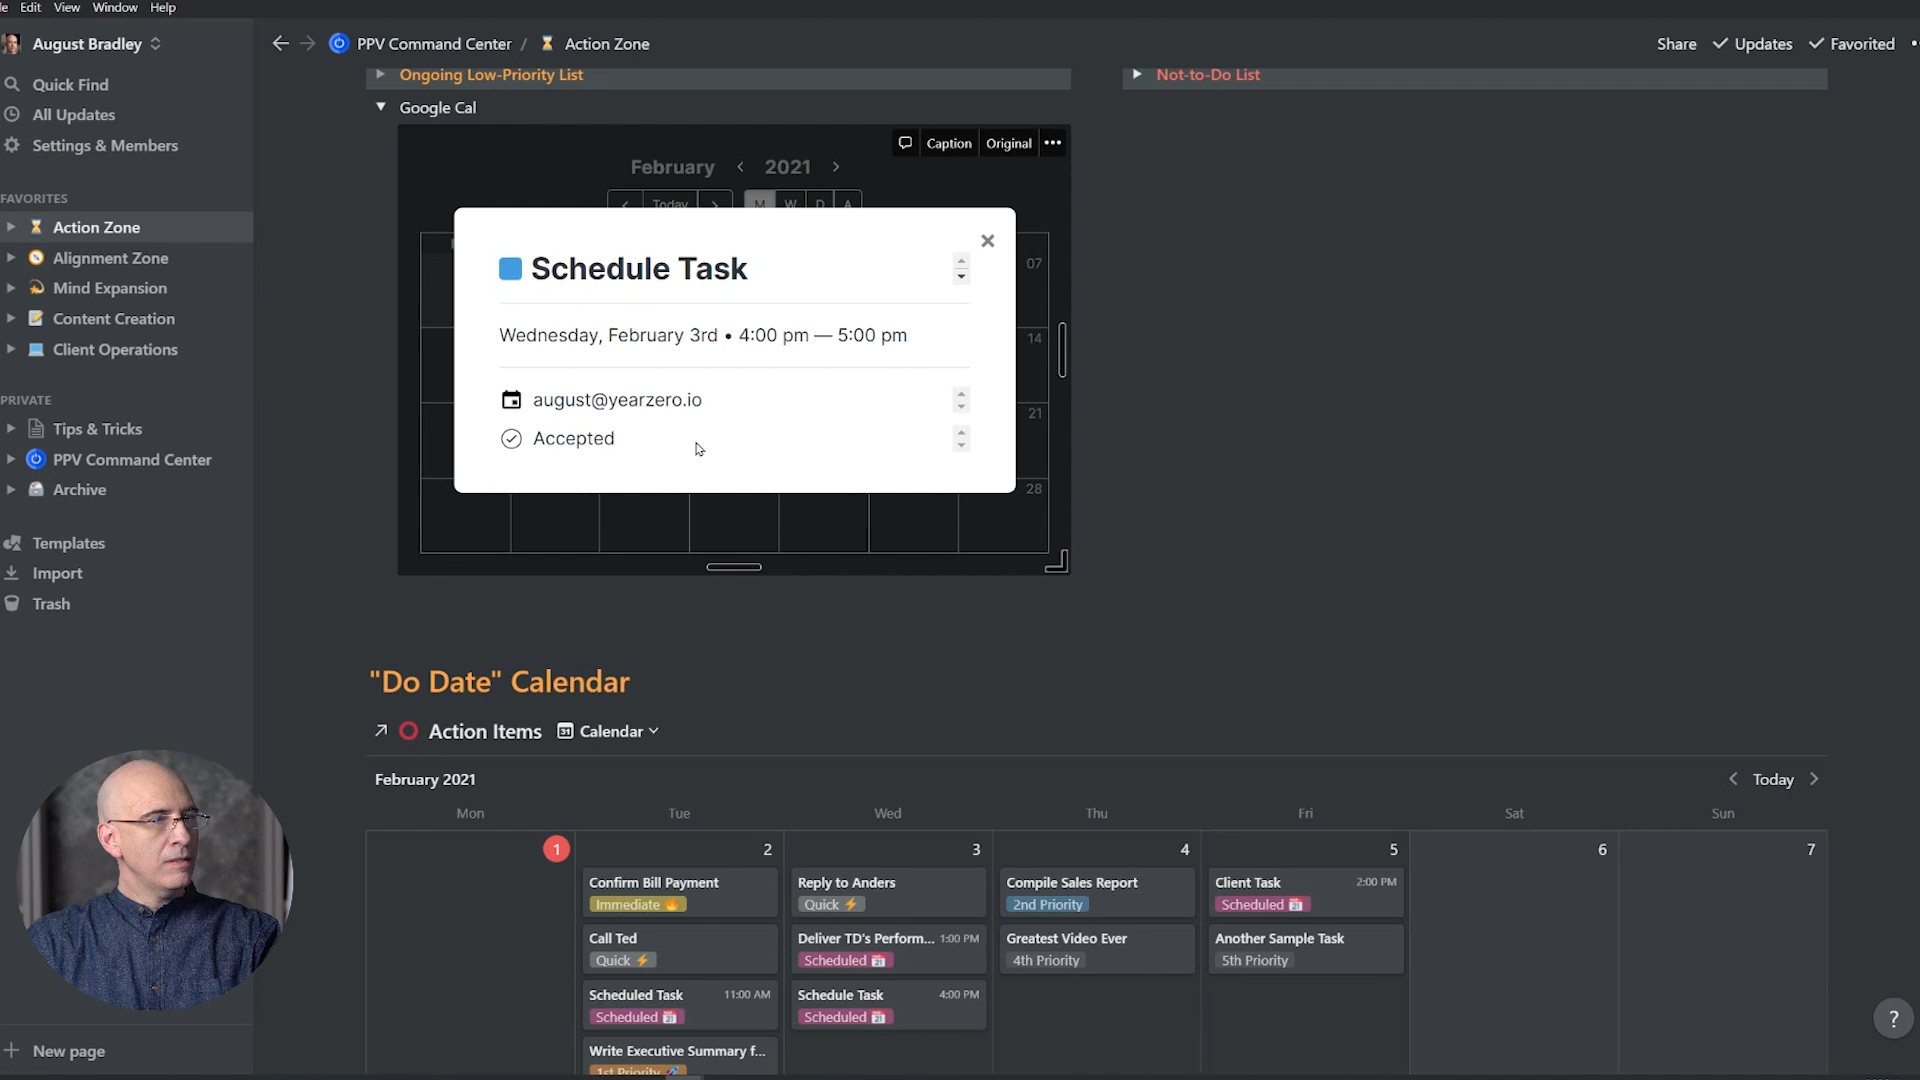 Edit View Window Help
August Bradley
PPV Command Center / Action Zone
Share
Updates
Favorited
Quick Find
All Updates
Settings & Members
FAVORITES
Action Zone
Alignment Zone
Mind Expansion
Content Creation
Client Operations
PRIVATE
Tips & Tricks
PPV Command Center
Archive
Templates
Import
Trash
New page
Ongoing Low-Priority List
Not-to-Do List
Google Cal
Caption Original
February 2021
Today M W D A
07
14
21
28
Schedule Task
Wednesday, February 3rd • 4:00 pm — 5:00 pm
august@yearzero.io
Accepted
"Do Date" Calendar
Action Items
31 Calendar
February 2021
Today
Mon Tue Wed Thu Fri Sat Sun
1
2
Confirm Bill Payment
Immediate
Call Ted
Quick
Scheduled Task 11:00 AM
Scheduled
Write Executive Summary f...
1st Priority
3
Reply to Anders
Quick
Deliver TD's Perform... 1:00 PM
Scheduled
Schedule Task 4:00 PM
Scheduled
4
Compile Sales Report
2nd Priority
Greatest Video Ever
4th Priority
5
Client Task 2:00 PM
Scheduled
Another Sample Task
5th Priority
6
7
?